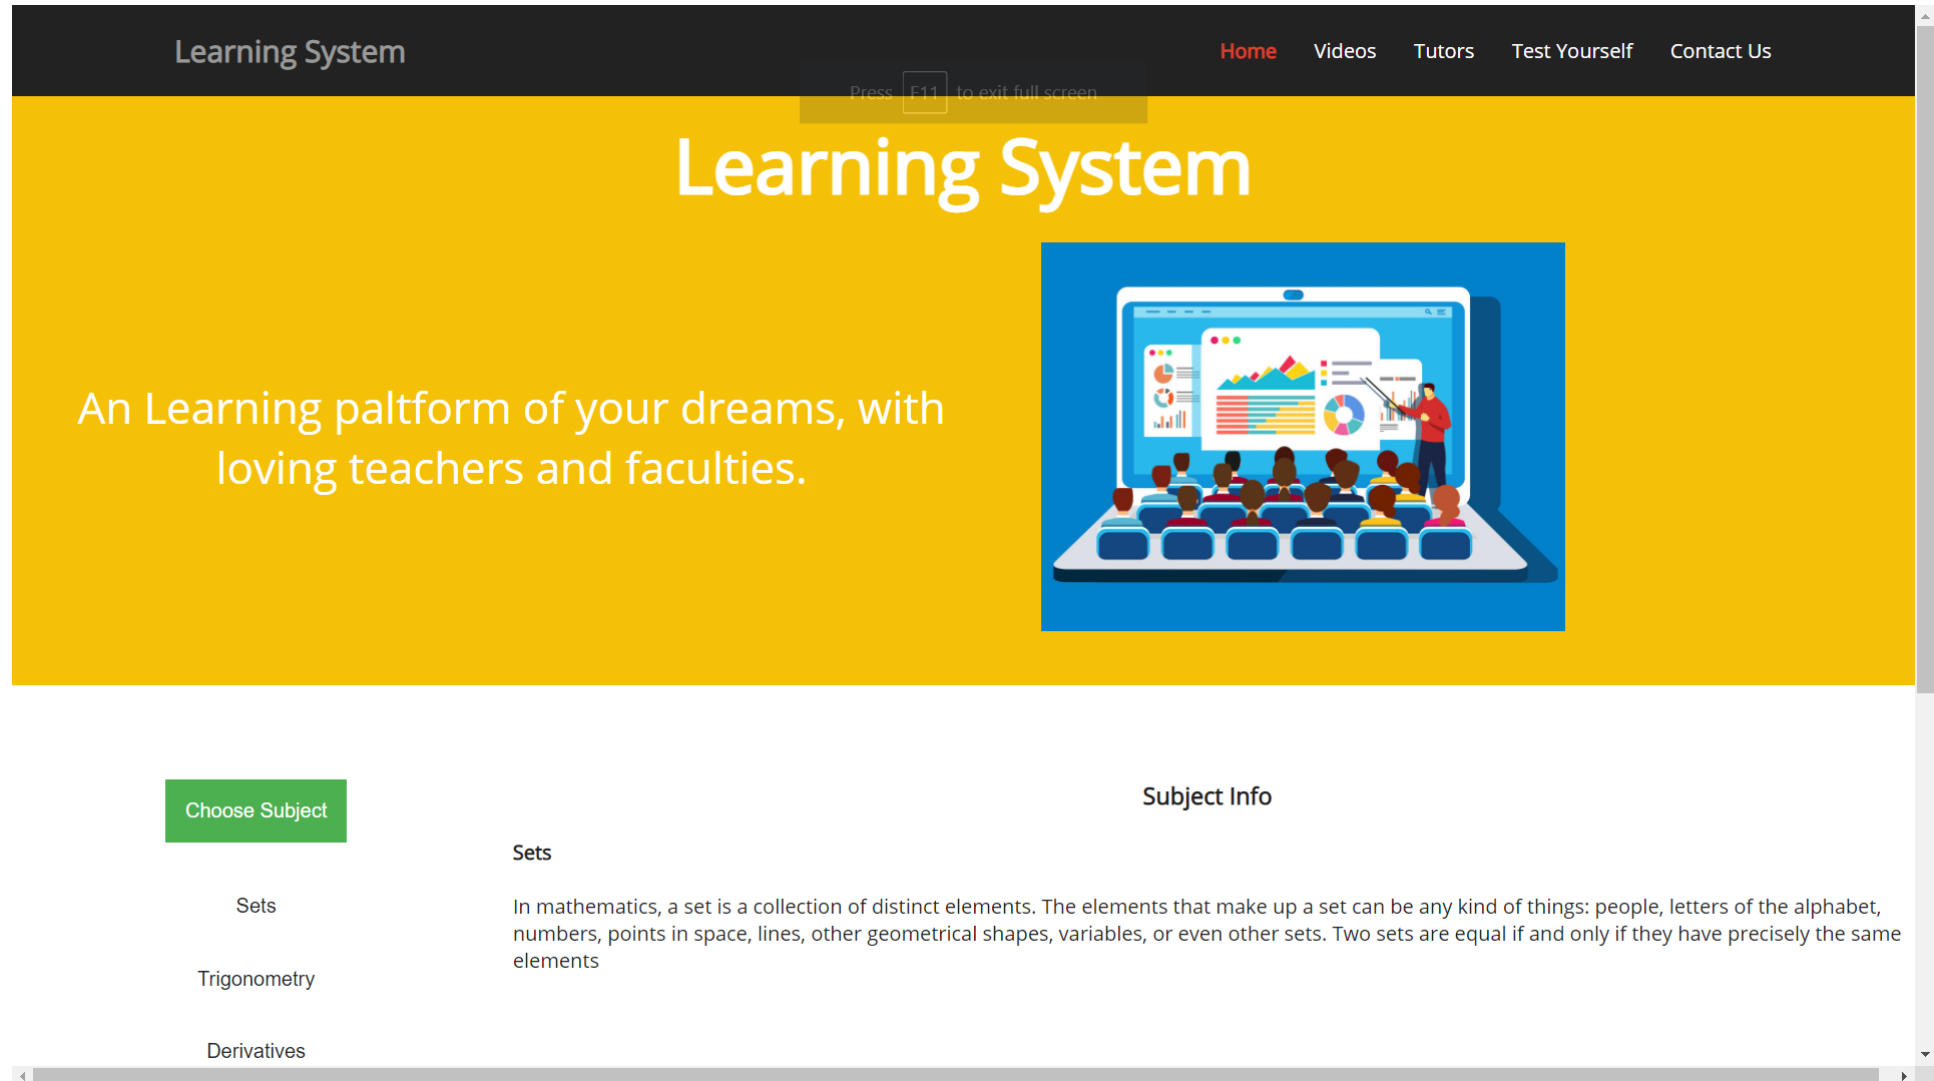 Learning System
Home Videos Tutors Test Yourself Contact Us
Press F11 to exit full screen
Learning System
An Learning paltform of your dreams, with
loving teachers and faculties.
Choose Subject
Sets
Trigonometry
Derivatives
Subject Info
Sets
In mathematics, a set is a collection of distinct elements. The elements that make up a set can be any kind of things: people, letters of the alphabet,
numbers, points in space, lines, other geometrical shapes, variables, or even other sets. Two sets are equal if and only if they have precisely the same
elements